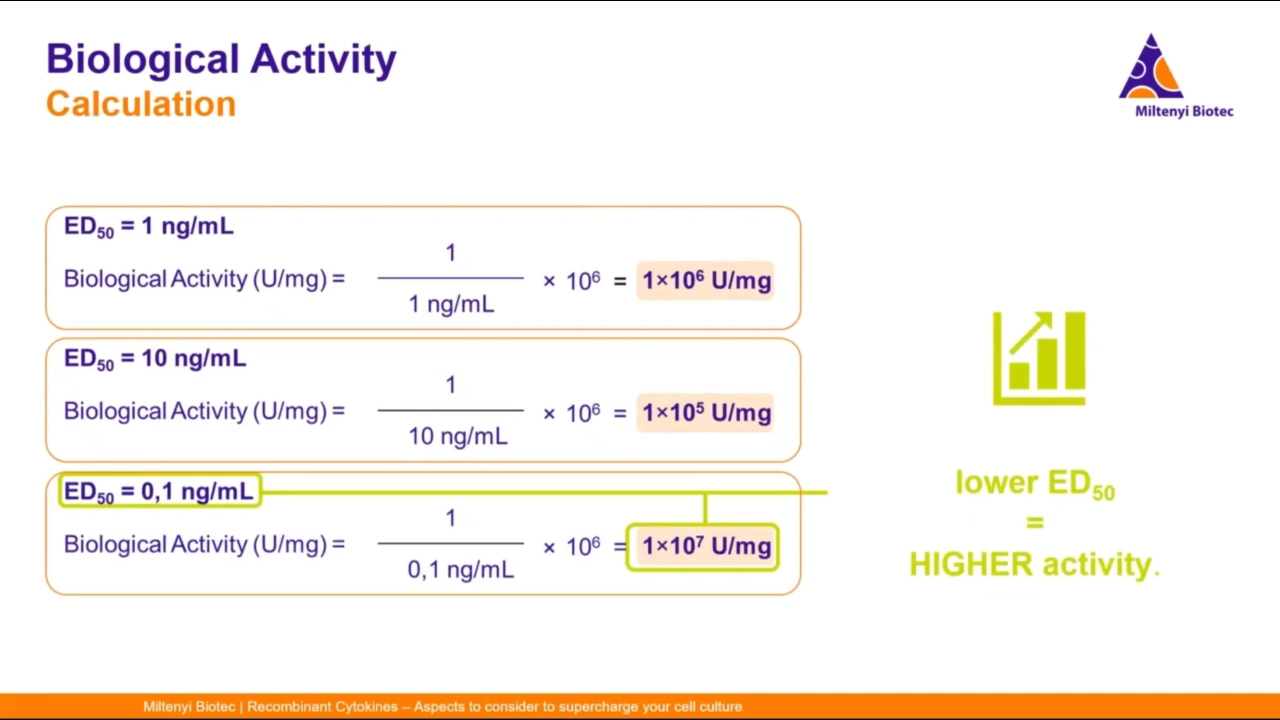 Biological Activity
Calculation
Miltenyi Biotec
ED₅₀ = 1 ng/mL
Biological Activity (U/mg) = 1 / 1 ng/mL × 10⁶ = 1×10⁶ U/mg
ED₅₀ = 10 ng/mL
Biological Activity (U/mg) = 1 / 10 ng/mL × 10⁶ = 1×10⁵ U/mg
ED₅₀ = 0,1 ng/mL
Biological Activity (U/mg) = 1 / 0,1 ng/mL × 10⁶ = 1×10⁷ U/mg
lower ED₅₀
=
HIGHER activity.
Miltenyi Biotec | Recombinant Cytokines – Aspects to consider to supercharge your cell culture